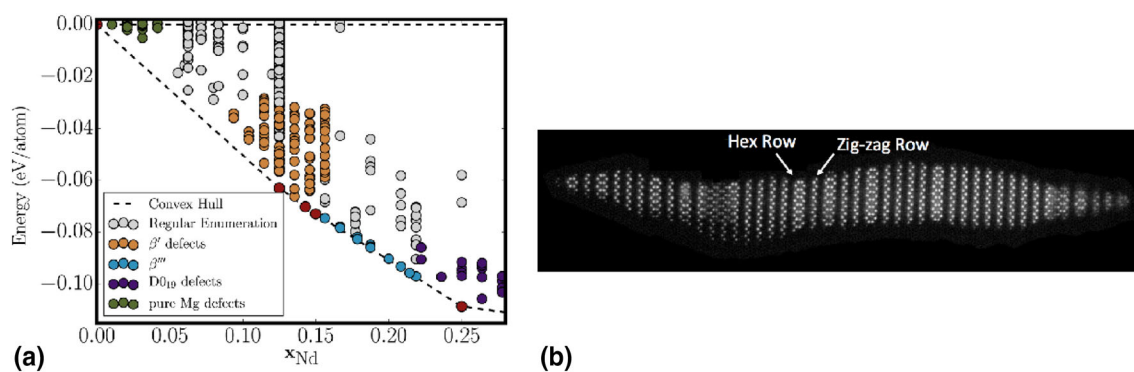 0.00
−0.02
−0.04
−0.06
−0.08
−0.10
Energy (eV/atom)
Convex Hull
Regular Enumeration
β′ defects
β‴
D0₁₉ defects
pure Mg defects
0.00 0.05 0.10 0.15 0.20 0.25
x_Nd
(a)
Hex Row
Zig-zag Row
(b)